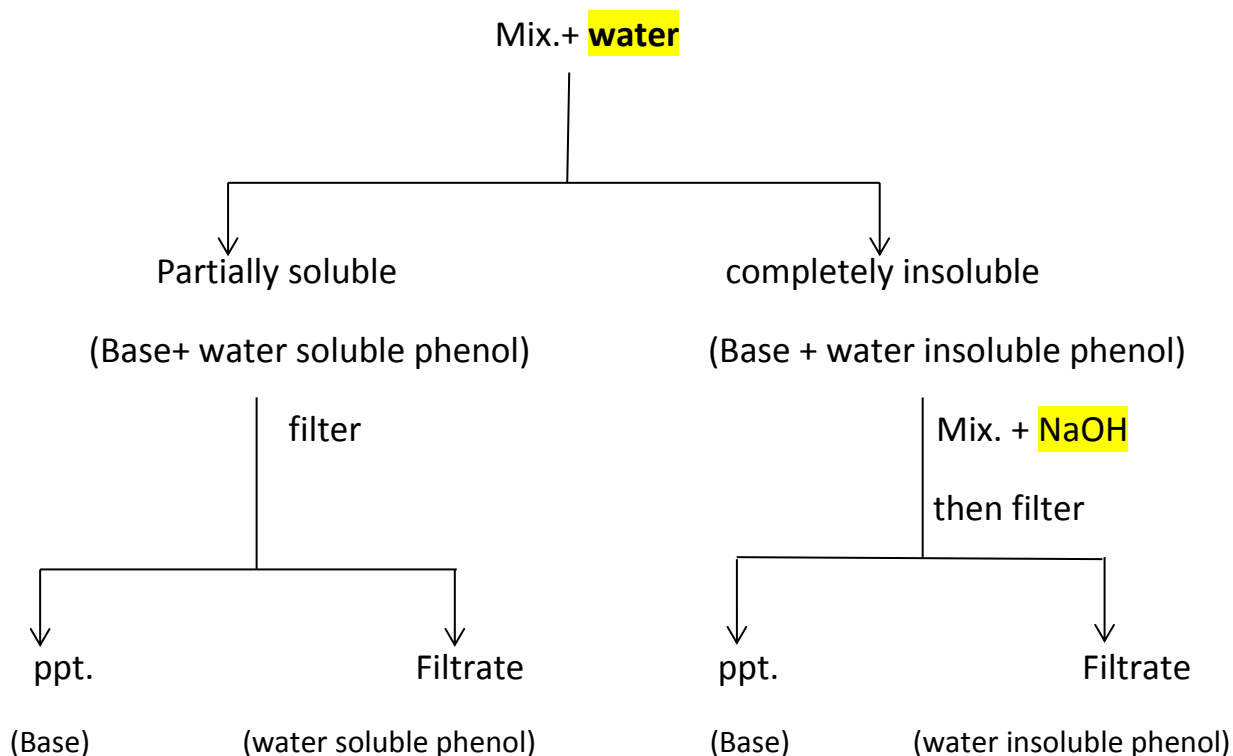 Mix.+ water
Partially soluble
completely insoluble
(Base+ water soluble phenol)
(Base + water insoluble phenol)
filter
Mix. + NaOH
then filter
ppt.
Filtrate
ppt.
Filtrate
(Base)
(water soluble phenol)
(Base)
(water insoluble phenol)